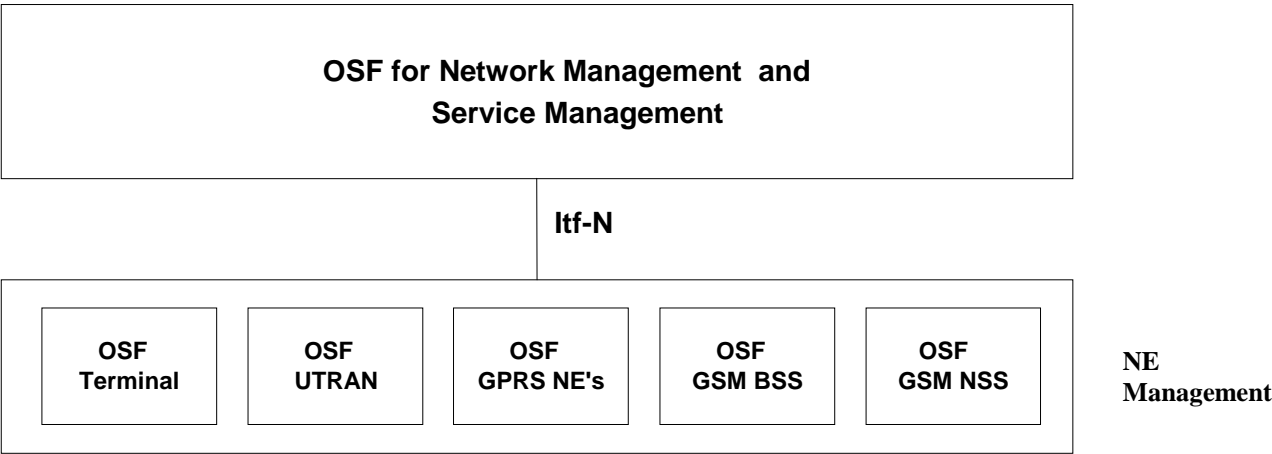 OSF for Network Management and
Service Management
Itf-N
OSF
Terminal
OSF
UTRAN
OSF
GPRS NE's
OSF
GSM BSS
OSF
GSM NSS
NE
Management